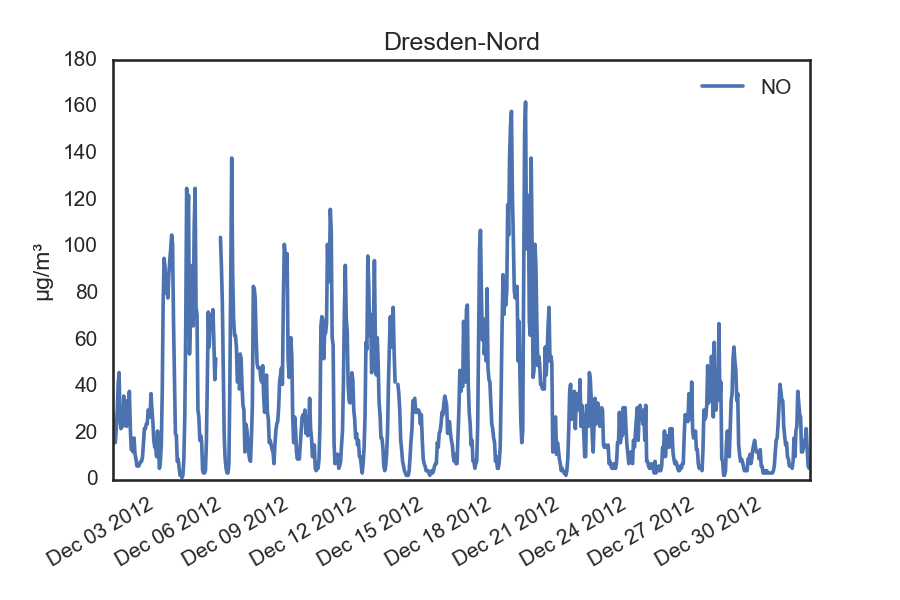 Dresden-Nord
180
160
140
120
100
80
60
40
20
0
µg/m³
NO
Dec 03 2012
Dec 06 2012
Dec 09 2012
Dec 12 2012
Dec 15 2012
Dec 18 2012
Dec 21 2012
Dec 24 2012
Dec 27 2012
Dec 30 2012